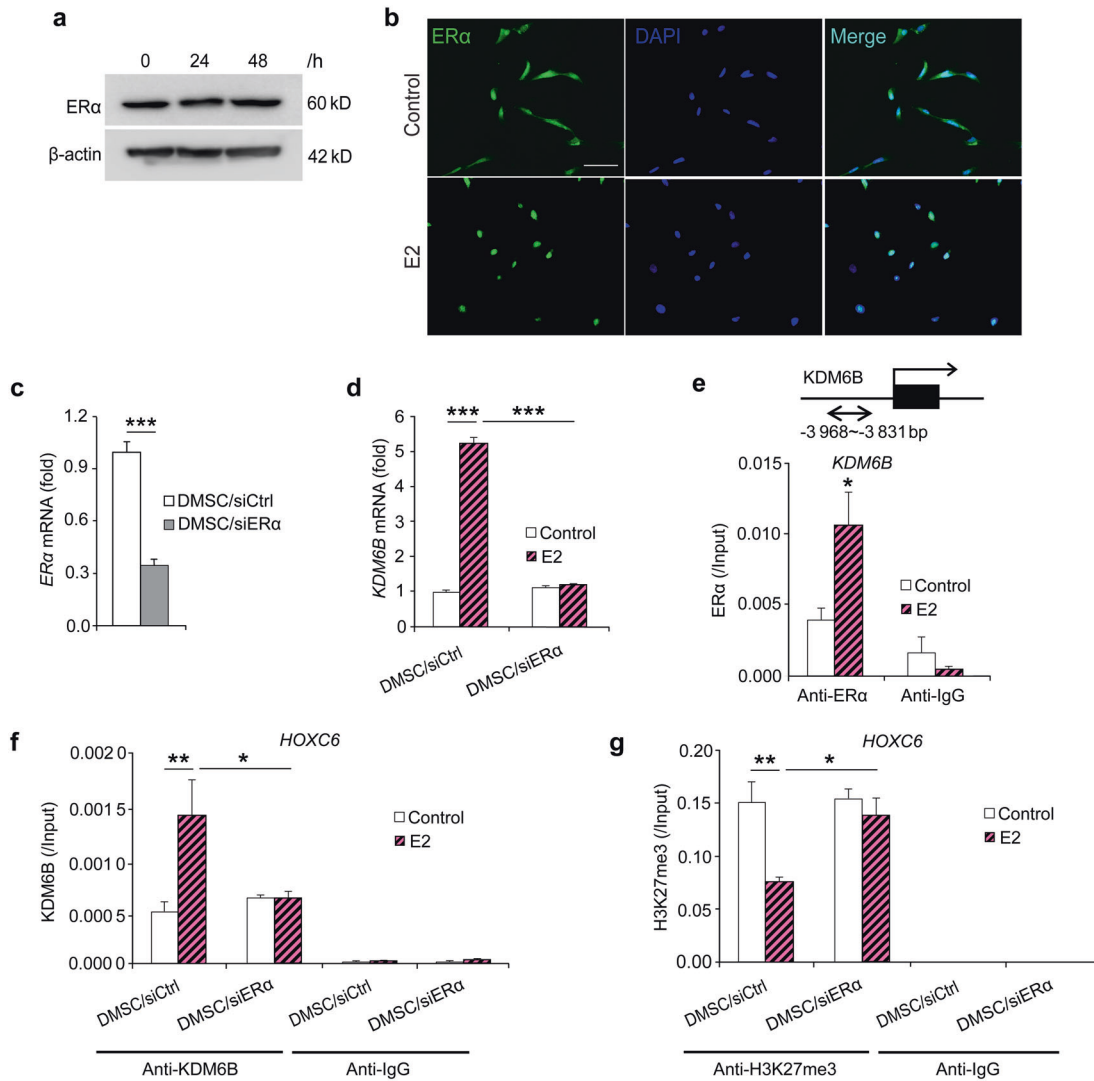 a
0 24 48 /h
ERα 60 kD
β-actin 42 kD
b
ERα DAPI Merge
Control
E2
c
***
1.2
0.9
0.6
0.3
0.0
ERα mRNA (fold)
DMSC/siCtrl
DMSC/siERα
d
*** ***
6
5
4
3
2
1
0
KDM6B mRNA (fold)
Control
E2
DMSC/siCtrl DMSC/siERα
e
KDM6B
-3 968~-3 831 bp
KDM6B
0.015
0.010
0.005
0.000
*
ERα (/Input)
Control
E2
Anti-ERα Anti-IgG
f
HOXC6
0.002 0
0.001 5
0.001 0
0.000 5
0.000 0
** *
KDM6B (/Input)
Control
E2
DMSC/siCtrl DMSC/siERα DMSC/siCtrl DMSC/siERα
Anti-KDM6B Anti-IgG
g
HOXC6
0.20
0.15
0.10
0.05
0.00
** *
H3K27me3 (/Input)
Control
E2
DMSC/siCtrl DMSC/siERα DMSC/siCtrl DMSC/siERα
Anti-H3K27me3 Anti-IgG